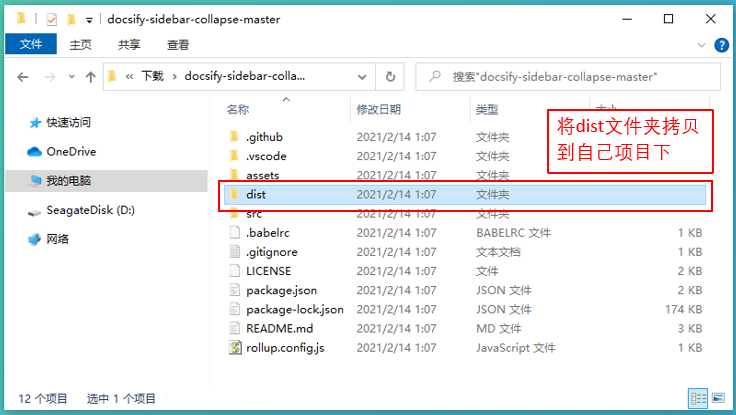 docsify-sidebar-collapse-master
文件 主页 共享 查看
« 下载 › docsify-sidebar-colla...
搜索"docsify-sidebar-collapse-master"
名称 修改日期 类型 大小
快速访问
OneDrive
我的电脑
SeagateDisk (D:)
网络
.github 2021/2/14 1:07 文件夹
.vscode 2021/2/14 1:07 文件夹
assets 2021/2/14 1:07 文件夹
dist 2021/2/14 1:07 文件夹
src 2021/2/14 1:07 文件夹
.babelrc 2021/2/14 1:07 BABELRC 文件 1 KB
.gitignore 2021/2/14 1:07 文本文档 1 KB
LICENSE 2021/2/14 1:07 文件 2 KB
package.json 2021/2/14 1:07 JSON 文件 2 KB
package-lock.json 2021/2/14 1:07 JSON 文件 174 KB
README.md 2021/2/14 1:07 MD 文件 3 KB
rollup.config.js 2021/2/14 1:07 JavaScript 文件 1 KB
将dist文件夹拷贝
到自己项目下
12 个项目 选中 1 个项目